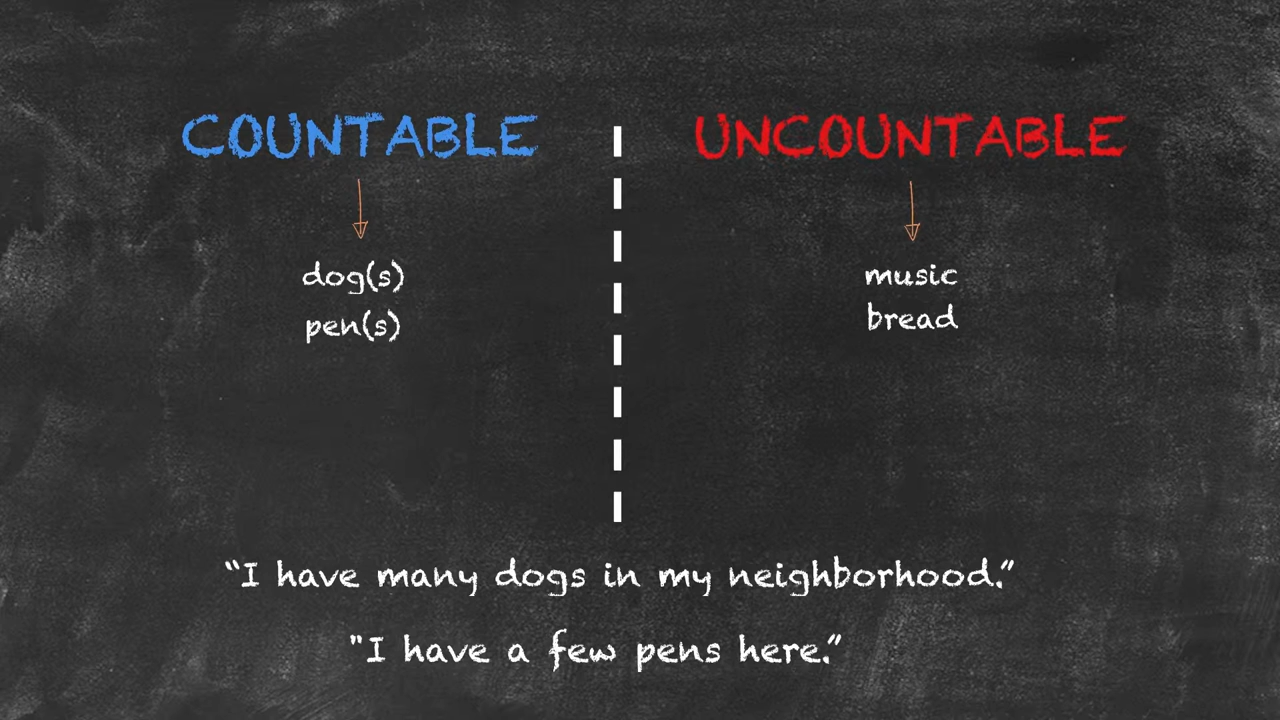 COUNTABLE
UNCOUNTABLE
dog(s)
pen(s)
music
bread
“I have many dogs in my neighborhood.”
"I have a few pens here.”